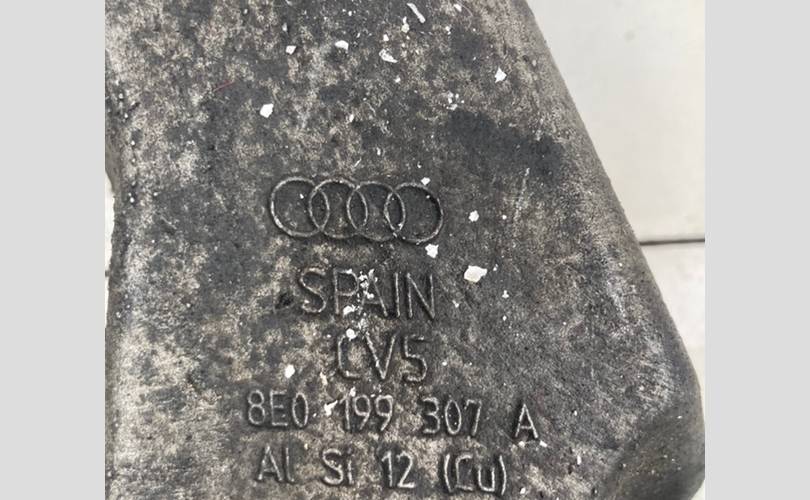 SPAIN
CV5
8E0 199 307 A
Al Si 12 (Cu)